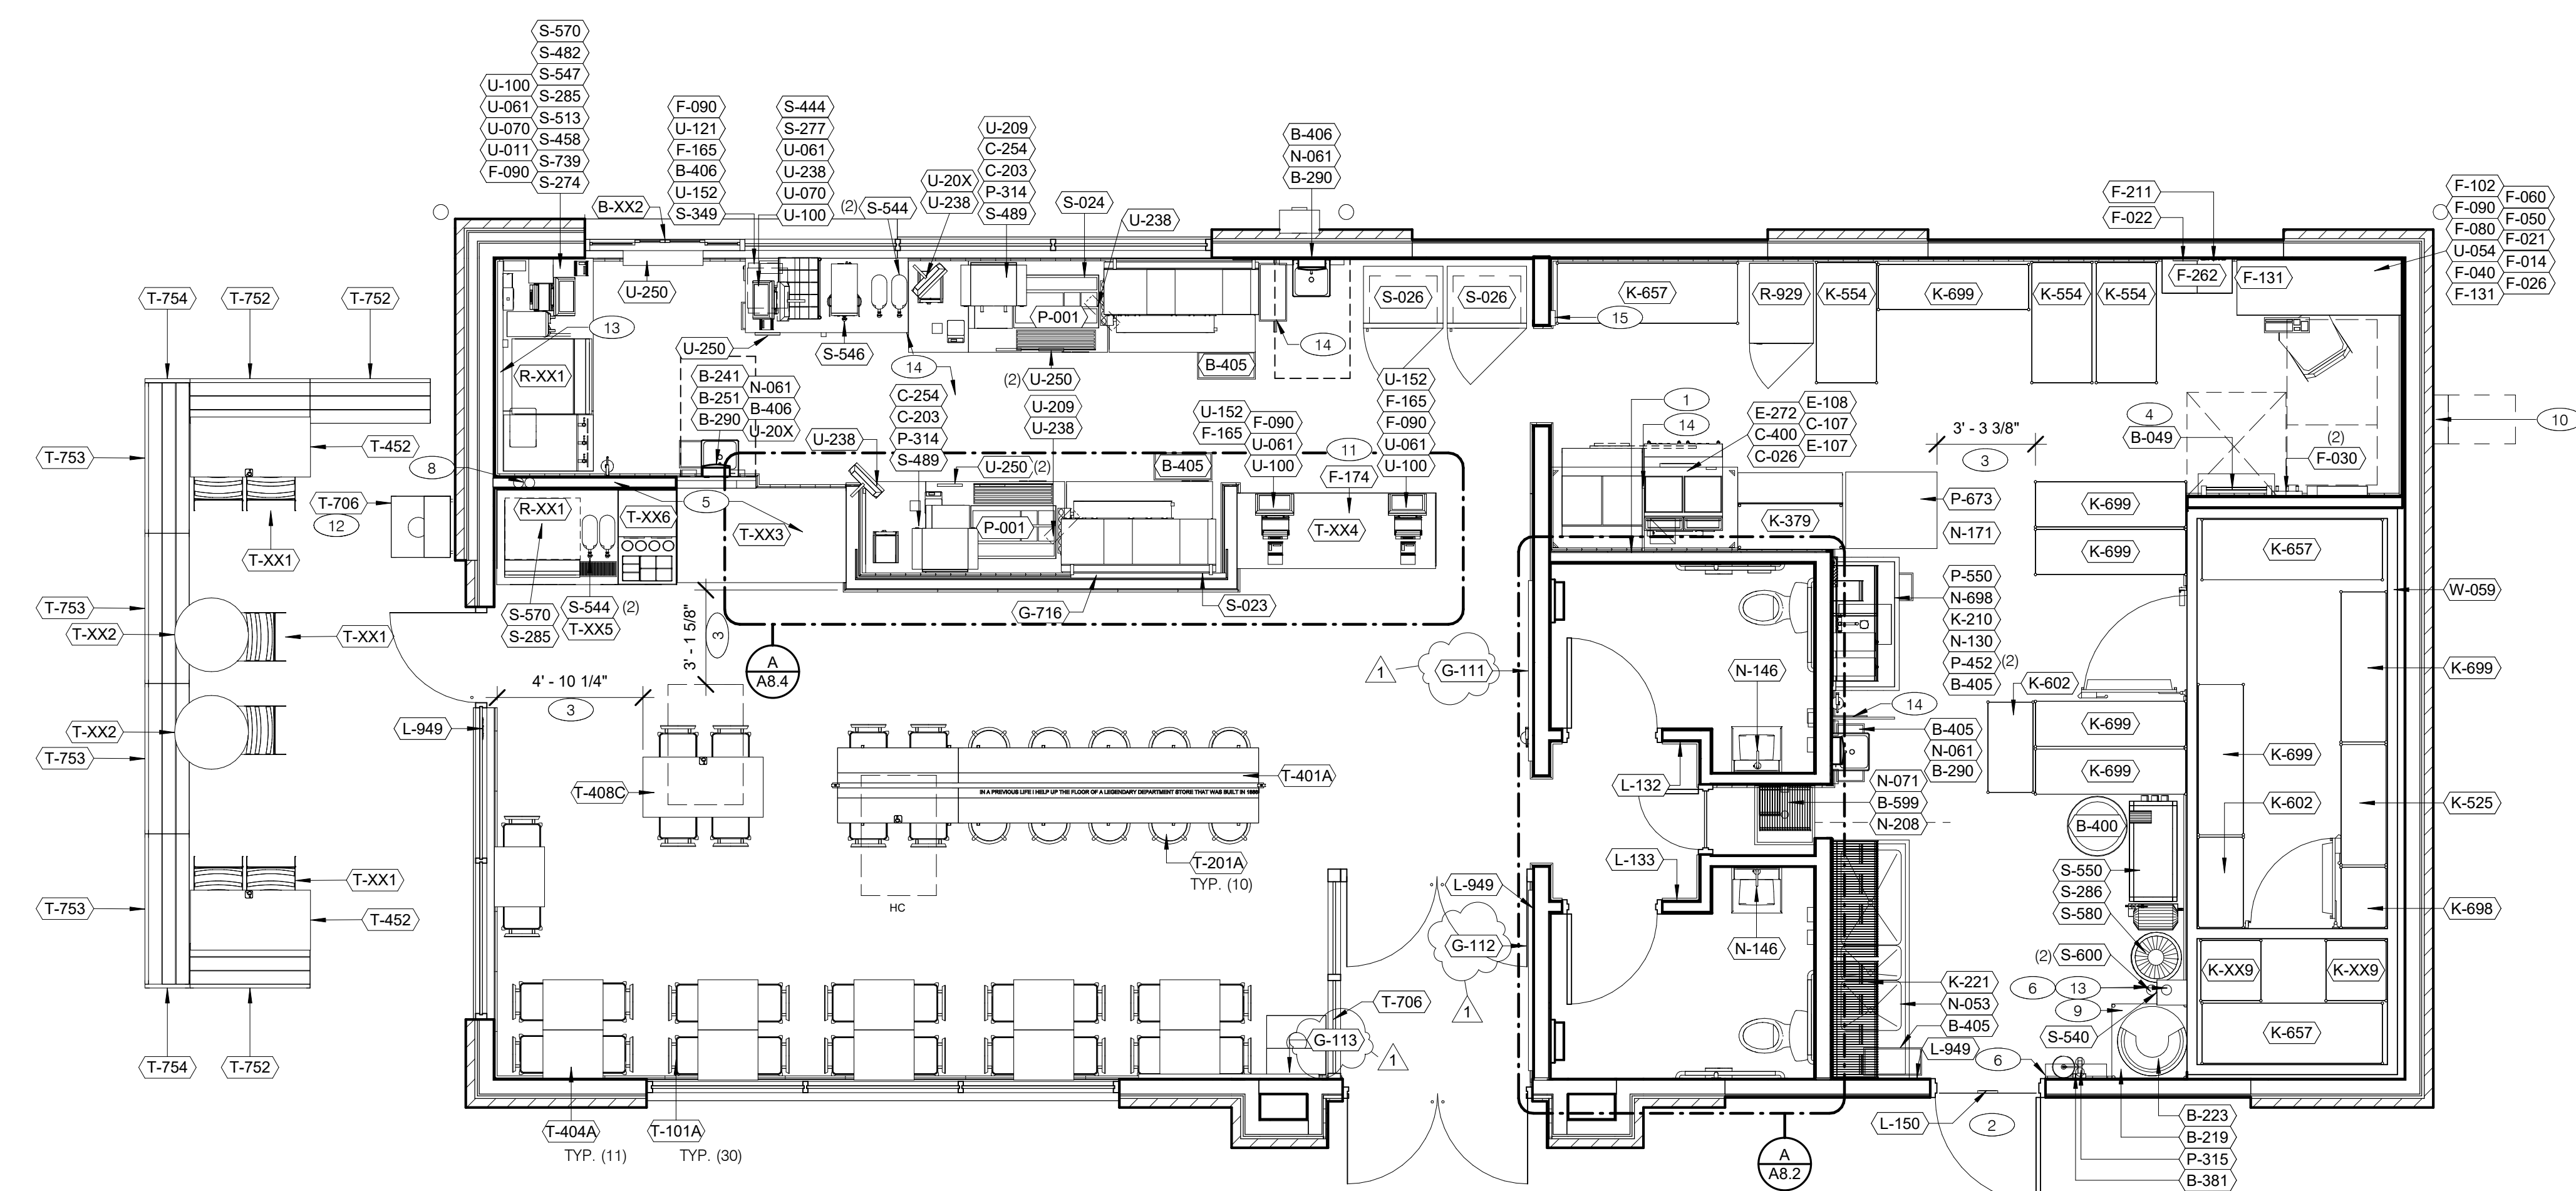 S-570
S-482
S-547
S-285
S-513
S-458
S-739
S-274
U-100
U-061
U-070
U-011
F-090
B-XX2
F-090
U-121
F-165
B-406
U-152
S-349
S-444
S-277
U-061
U-238
U-070
U-100
(2) S-544
U-20X
U-238
U-209
C-254
C-203
P-314
S-489
S-024
U-238
B-406
N-061
B-290
F-211
F-022
F-102
F-090
F-080
U-054
F-040
F-131
F-060
F-050
F-021
F-014
F-026
T-754
T-752
T-752
U-250
13
R-XX1
U-250
S-546
14
P-001
(2) U-250
B-405
14
S-026
S-026
K-657
15
R-929
K-554
K-699
K-554
K-554
F-262
F-131
T-753
T-452
8
T-706
12
T-XX1
B-241
B-251
B-290
N-061
B-406
U-20X
U-238
C-254
C-203
P-314
S-489
U-209
U-238
U-250 (2)
B-405
U-152
F-165
F-090
U-061
U-100
11
F-174
U-152
F-165
F-090
U-061
U-100
1
14
E-272
C-400
C-026
E-108
C-107
E-107
3' - 3 3/8"
3
4
B-049
(2)
F-030
10
5
R-XX1
T-XX6
T-XX3
P-001
T-XX4
K-379
P-673
N-171
K-699
K-699
K-657
W-059
T-753
T-XX2
T-XX1
S-570
S-285
S-544 (2)
T-XX5
3' - 1 5/8"
3
G-716
S-023
A
A8.4
1
G-111
N-146
P-550
N-698
K-210
N-130
P-452 (2)
B-405
K-602
14
K-699
K-699
K-699
4' - 10 1/4"
3
T-XX2
T-753
L-949
T-408C
T-401A
IN A PREVIOUS LIFE I HELP UP THE FLOOR OF A LEGENDARY DEPARTMENT STORE THAT WAS BUILT IN 1889
HC
T-201A
TYP. (10)
L-132
L-133
N-071
B-599
N-208
B-405
N-061
B-290
K-699
K-602
K-525
B-400
S-550
S-286
S-580
K-698
T-XX1
T-452
T-753
L-949
G-112
1
N-146
(2) S-600
6
13
9
S-540
K-XX9
K-XX9
K-657
K-221
N-053
B-405
L-949
6
T-706
G-113
1
T-754
T-752
T-404A
TYP. (11)
T-101A
TYP. (30)
L-150
2
A
A8.2
B-223
B-219
P-315
B-381